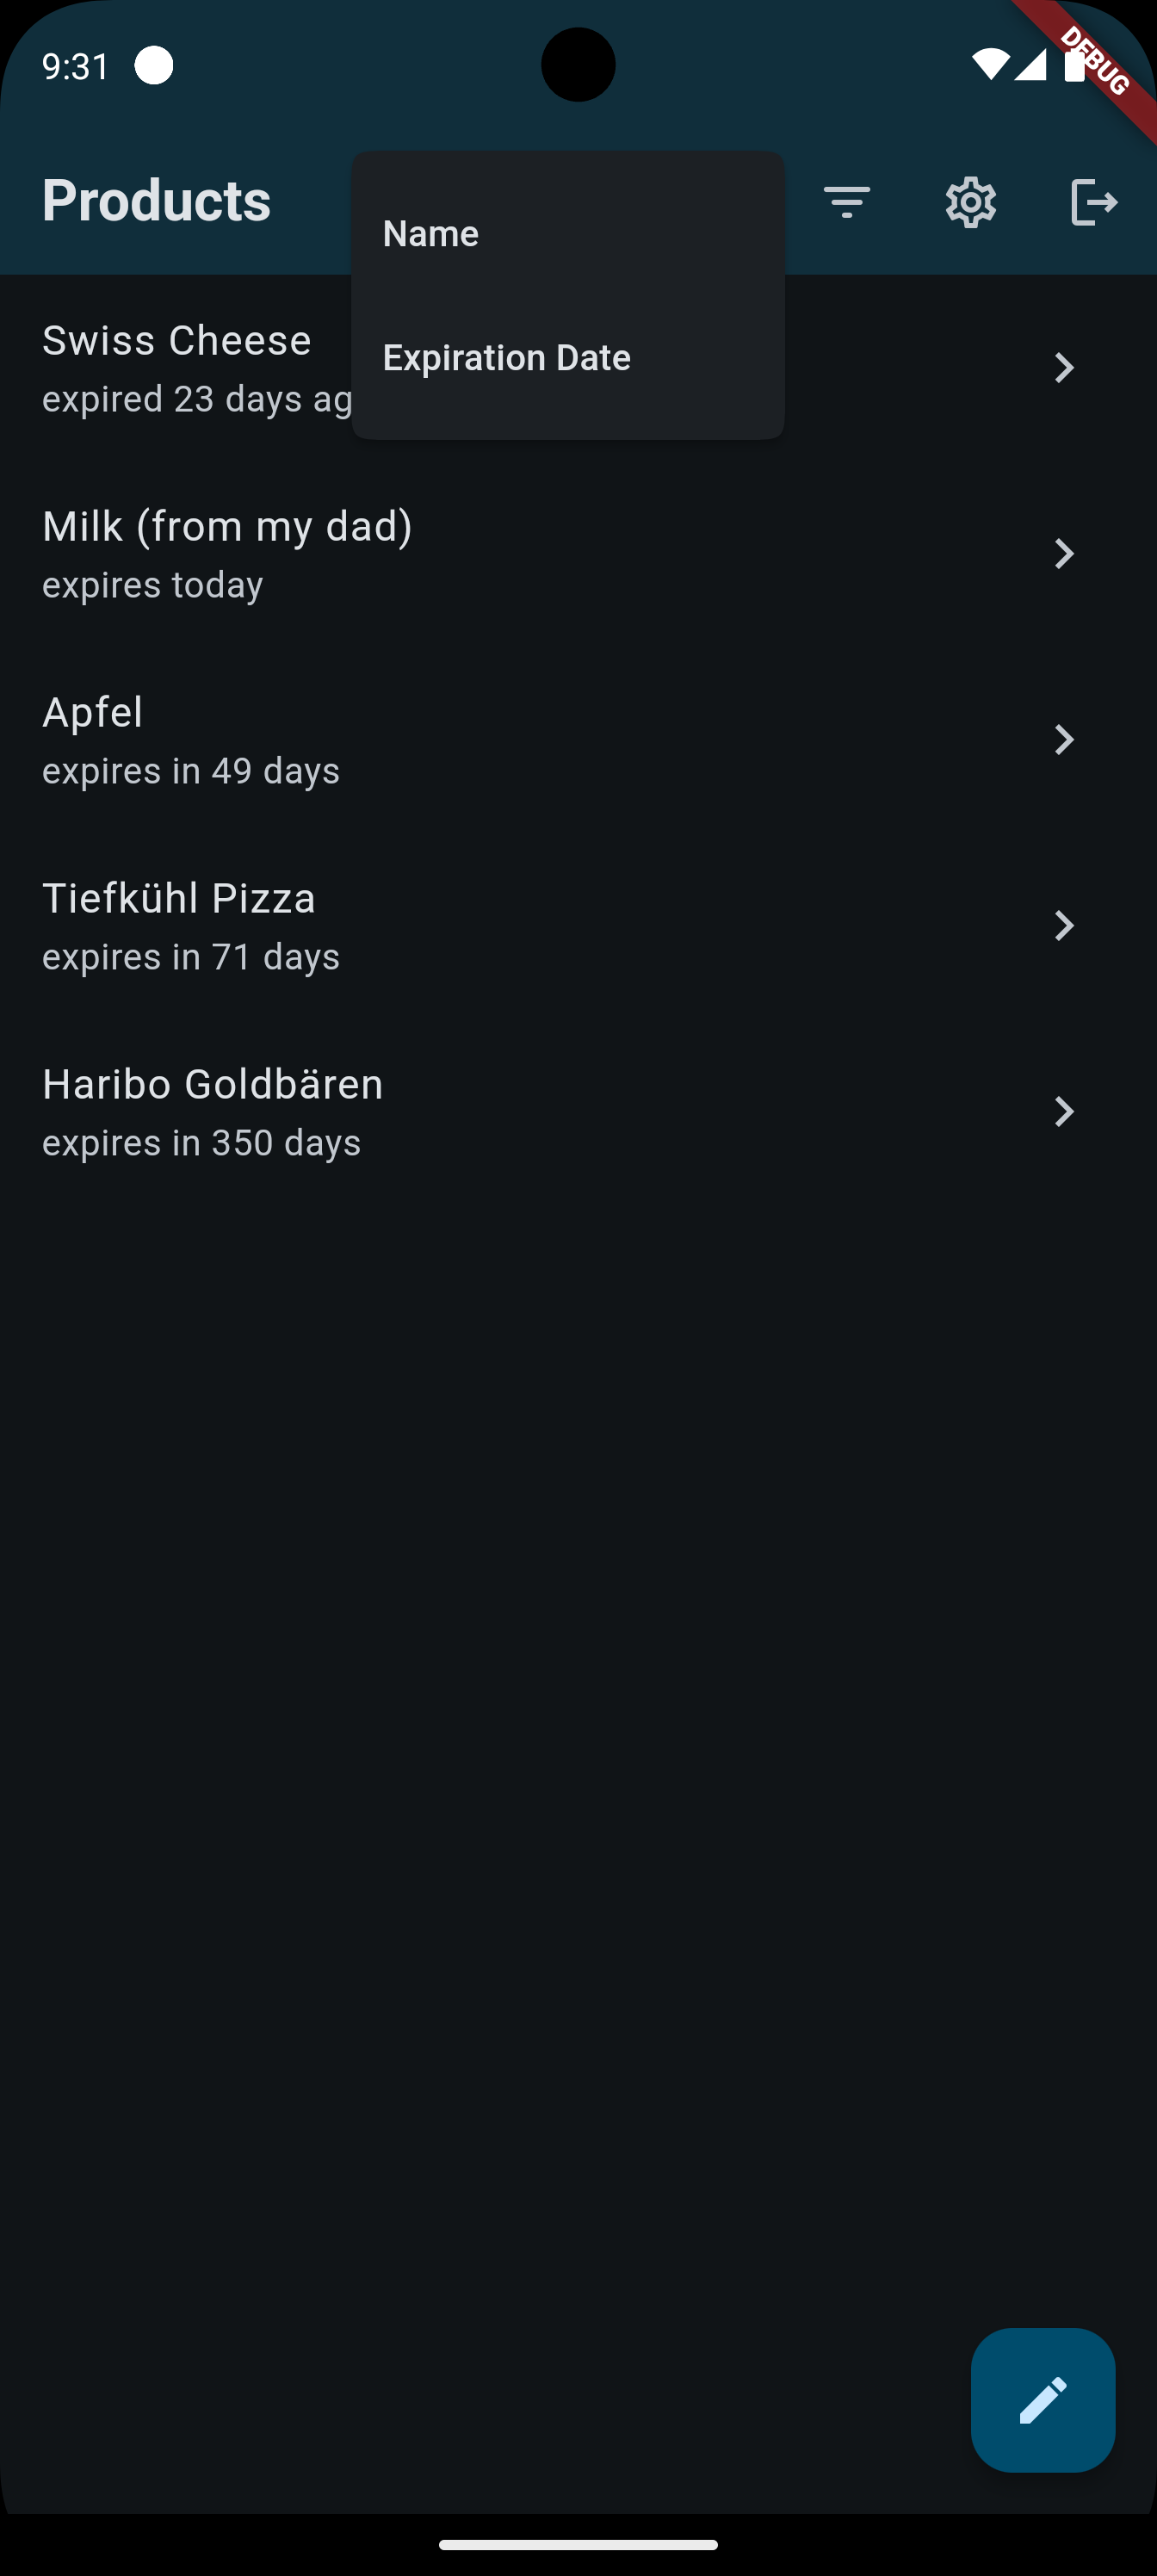 9:31
DEBUG
Products
Name
Expiration Date
Swiss Cheese
expired 23 days ag
Milk (from my dad)
expires today
Apfel
expires in 49 days
Tiefkühl Pizza
expires in 71 days
Haribo Goldbären
expires in 350 days